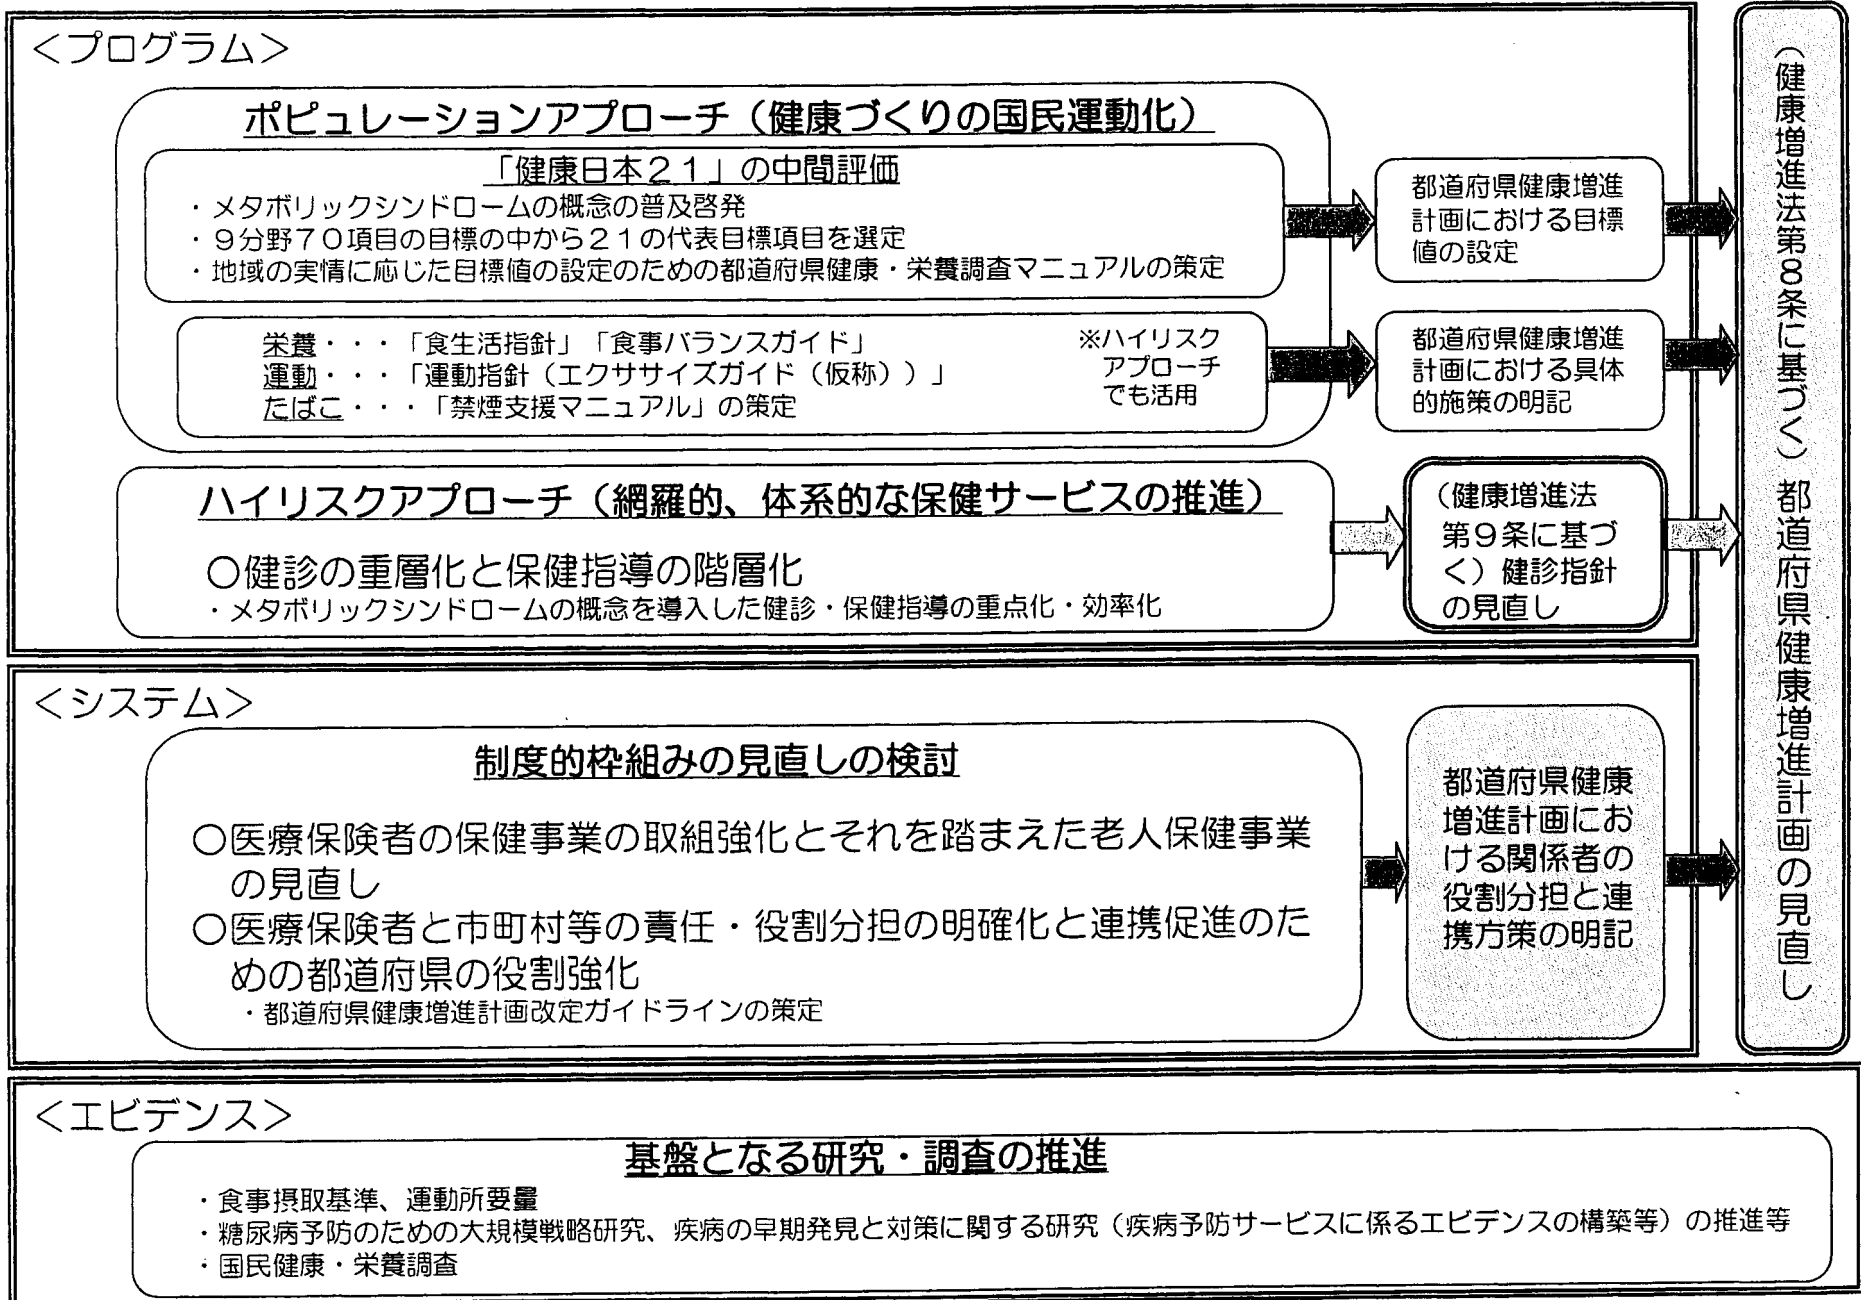 ＜プログラム＞
ポピュレーションアプローチ（健康づくりの国民運動化）
「健康日本２１」の中間評価
・メタボリックシンドロームの概念の普及啓発
・９分野７０項目の目標の中から２１の代表目標項目を選定
・地域の実情に応じた目標値の設定のための都道府県健康・栄養調査マニュアルの策定
都道府県健康増進
計画における目標
値の設定
栄養・・・「食生活指針」「食事バランスガイド」
運動・・・「運動指針（エクササイズガイド（仮称））」
たばこ・・・「禁煙支援マニュアル」の策定
※ハイリスク
アプローチ
でも活用
都道府県健康増進
計画における具体
的施策の明記
ハイリスクアプローチ（網羅的、体系的な保健サービスの推進）
○健診の重層化と保健指導の階層化
・メタボリックシンドロームの概念を導入した健診・保健指導の重点化・効率化
（健康増進法
第９条に基づ
く）健診指針
の見直し
＜システム＞
制度的枠組みの見直しの検討
○医療保険者の保健事業の取組強化とそれを踏まえた老人保健事業
の見直し
○医療保険者と市町村等の責任・役割分担の明確化と連携促進のた
めの都道府県の役割強化
・都道府県健康増進計画改定ガイドラインの策定
都道府県健康
増進計画にお
ける関係者の
役割分担と連
携方策の明記
（健康増進法第８条に基づく）都道府県健康増進計画の見直し
＜エビデンス＞
基盤となる研究・調査の推進
・食事摂取基準、運動所要量
・糖尿病予防のための大規模戦略研究、疾病の早期発見と対策に関する研究（疾病予防サービスに係るエビデンスの構築等）の推進等
・国民健康・栄養調査